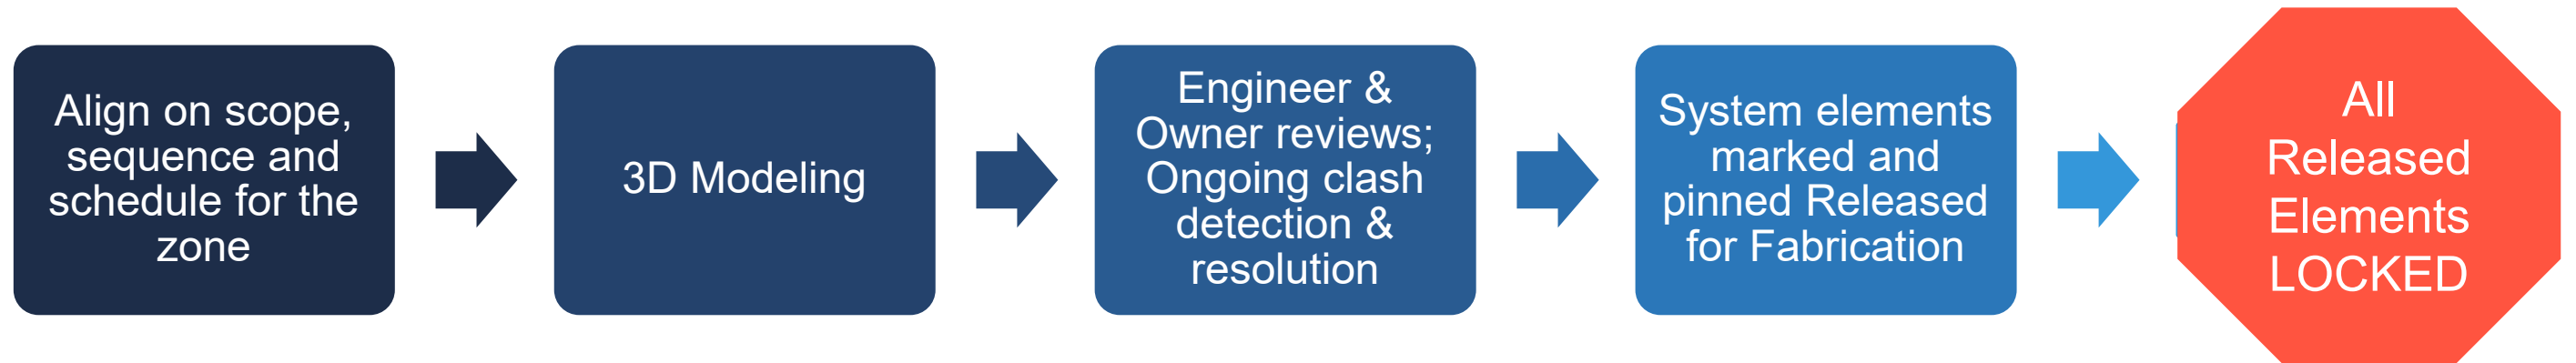 Align on scope,
sequence and
schedule for the
zone
3D Modeling
Engineer &
Owner reviews;
Ongoing clash
detection &
resolution
System elements
marked and
pinned Released
for Fabrication
All
Released
Elements
LOCKED